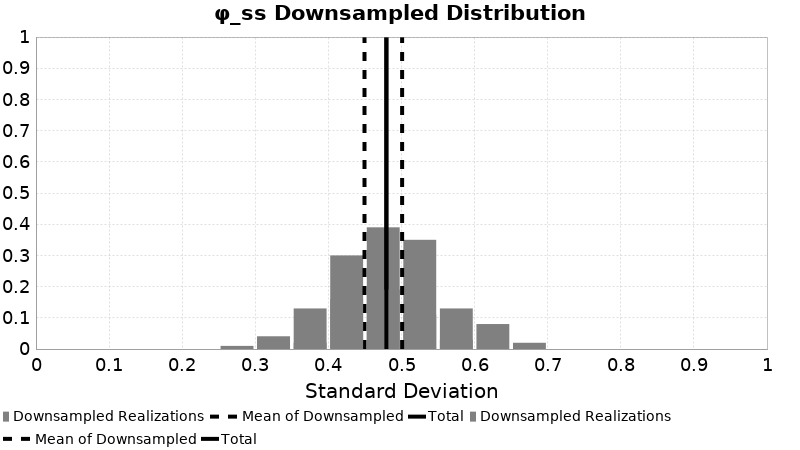 φ_ss Downsampled Distribution
1
0.9
0.8
0.7
0.6
0.5
0.4
0.3
0.2
0.1
0
0 0.1 0.2 0.3 0.4 0.5 0.6 0.7 0.8 0.9 1
Standard Deviation
Downsampled Realizations Mean of Downsampled Total Downsampled Realizations
Mean of Downsampled Total